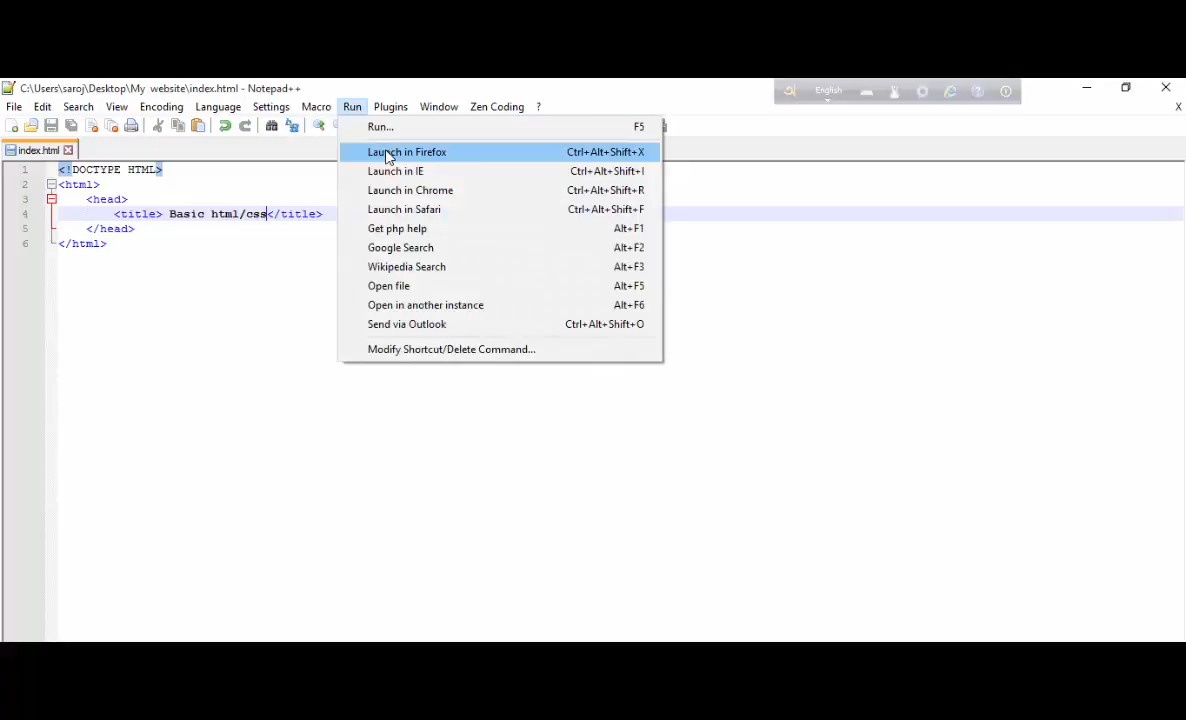 C:\Users\saroj\Desktop\My website\index.html - Notepad++
English
File Edit Search View Encoding Language Settings Macro Run Plugins Window Zen Coding ? X
Run... F5
index.html
Launch in Firefox Ctrl+Alt+Shift+X
1 <!DOCTYPE HTML>
Launch in IE Ctrl+Alt+Shift+I
2 <html>
Launch in Chrome Ctrl+Alt+Shift+R
3 <head>
Launch in Safari Ctrl+Alt+Shift+F
4 <title> Basic html/css</title>
Get php help Alt+F1
5 </head>
Google Search Alt+F2
6 </html>
Wikipedia Search Alt+F3
Open file Alt+F5
Open in another instance Alt+F6
Send via Outlook Ctrl+Alt+Shift+O
Modify Shortcut/Delete Command...